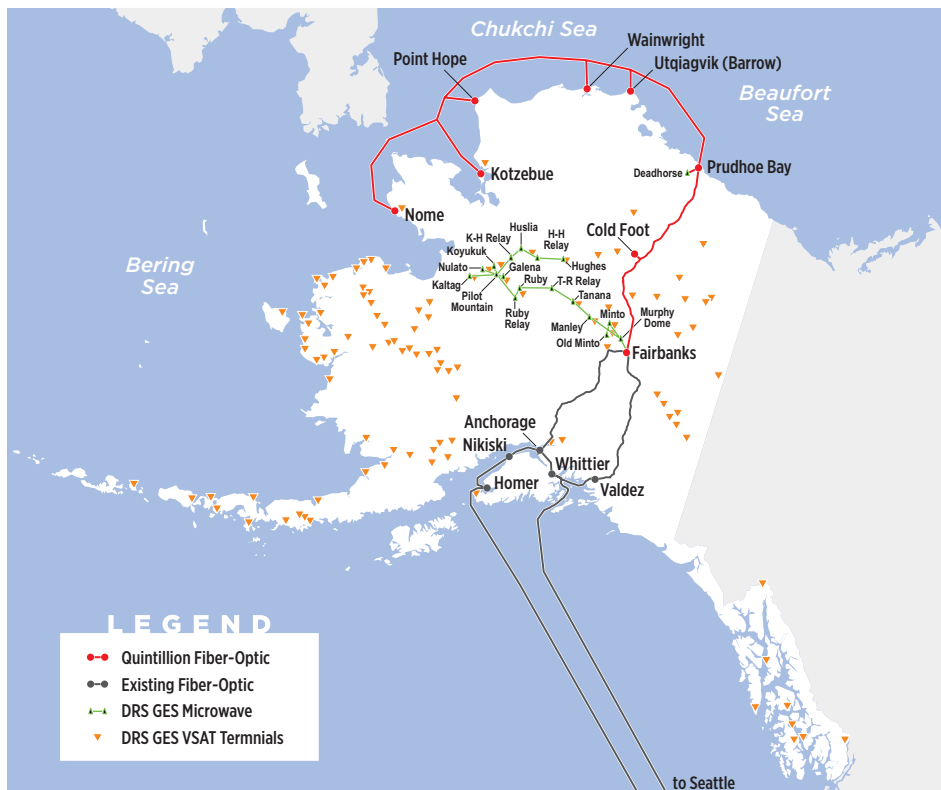 Chukchi Sea
Wainwright
Point Hope
Utqiagvik (Barrow)
Beaufort
Sea
Prudhoe Bay
Deadhorse
Kotzebue
Nome
Huslia
K-H Relay
H-H
Relay
Cold Foot
Koyukuk
Nulato
Galena
Hughes
Kaltag
Ruby
T-R Relay
Pilot
Mountain
Tanana
Ruby
Relay
Minto
Murphy
Dome
Manley
Old Minto
Fairbanks
Bering
Sea
Anchorage
Nikiski
Whittier
Homer
Valdez
LEGEND
Quintillion Fiber-Optic
Existing Fiber-Optic
DRS GES Microwave
DRS GES VSAT Termnials
to Seattle